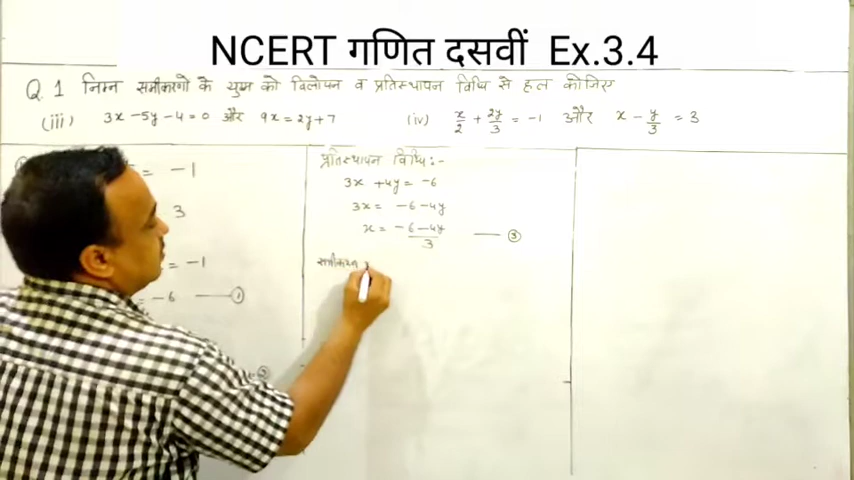 NCERT गणित दसवीं Ex.3.4
Q.1 निम्न समीकरणो के युग्म को विलोपन व प्रतिस्थापन विधि से हल कीजिए
(iii) 3x-5y-4=0 और 9x=2y+7 (iv) x/2 + 2y/3 = -1 और x - y/3 = 3
= -1
3
= -1
= -6 —— ①
②
प्रतिस्थापन विधि:-
3x +4y = -6
3x = -6-4y
x = -6-4y/3 —— ③
समीकरण